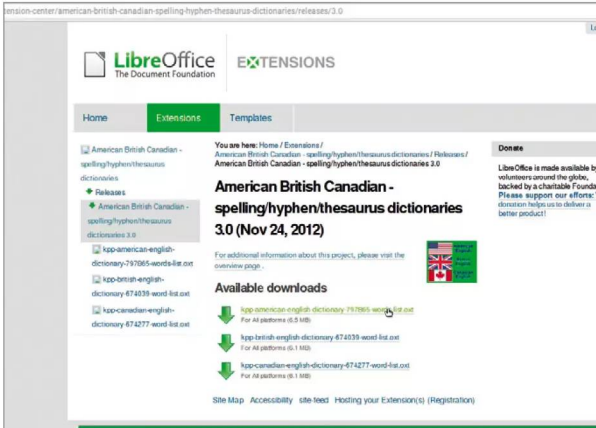 ension-center/american-british-canadian-spelling-hyphen-thesaurus-dictionaries/releases/3.0
LibreOffice
The Document Foundation
EXTENSIONS
Home
Extensions
Templates
American British Canadian -
spelling/hyphen/thesaurus
dictionaries
Releases
American British Canadian -
spelling/hyphen/thesaurus
dictionaries 3.0
kpp-american-english-
dictionary-797865-words-list.oxt
kpp-british-english-
dictionary-674039-word-list.oxt
kpp-canadian-english-
dictionary-674277-word-list.oxt
You are here: Home / Extensions /
American British Canadian - spelling/hyphen/thesaurus dictionaries / Releases /
American British Canadian - spelling/hyphen/thesaurus dictionaries 3.0
American British Canadian -
spelling/hyphen/thesaurus dictionaries
3.0 (Nov 24, 2012)
For additional information about this project, please visit the
overview page .
Available downloads
kpp-american-english-dictionary-797865-words-list.oxt
For All platforms (6.5 MB)
kpp-british-english-dictionary-674039-word-list.oxt
For All platforms (6.1 MB)
kpp-canadian-english-dictionary-674277-word-list.oxt
For All platforms (6.1 MB)
Donate
LibreOffice is made available by
volunteers around the globe,
backed by a charitable Founda
Please support our efforts:
donation helps us to deliver a
better product!
Site Map Accessibility site-feed Hosting your Extension(s) (Registration)